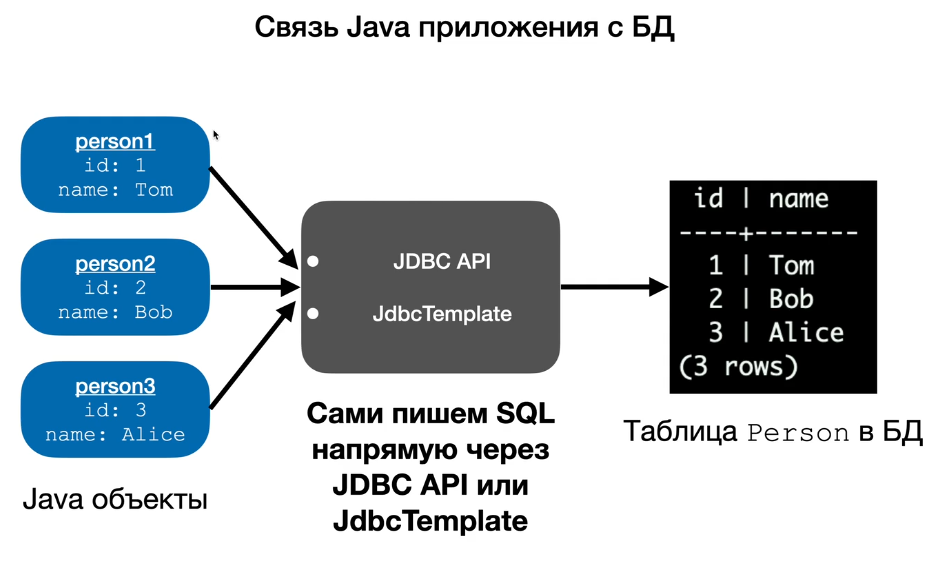 Связь Java приложения с БД
person1
id: 1
name: Tom
person2
id: 2
name: Bob
person3
id: 3
name: Alice
Java объекты
JDBC API
JdbcTemplate
Сами пишем SQL
напрямую через
JDBC API или
JdbcTemplate
id | name
----+-------
1 | Tom
2 | Bob
3 | Alice
(3 rows)
Таблица Person в БД